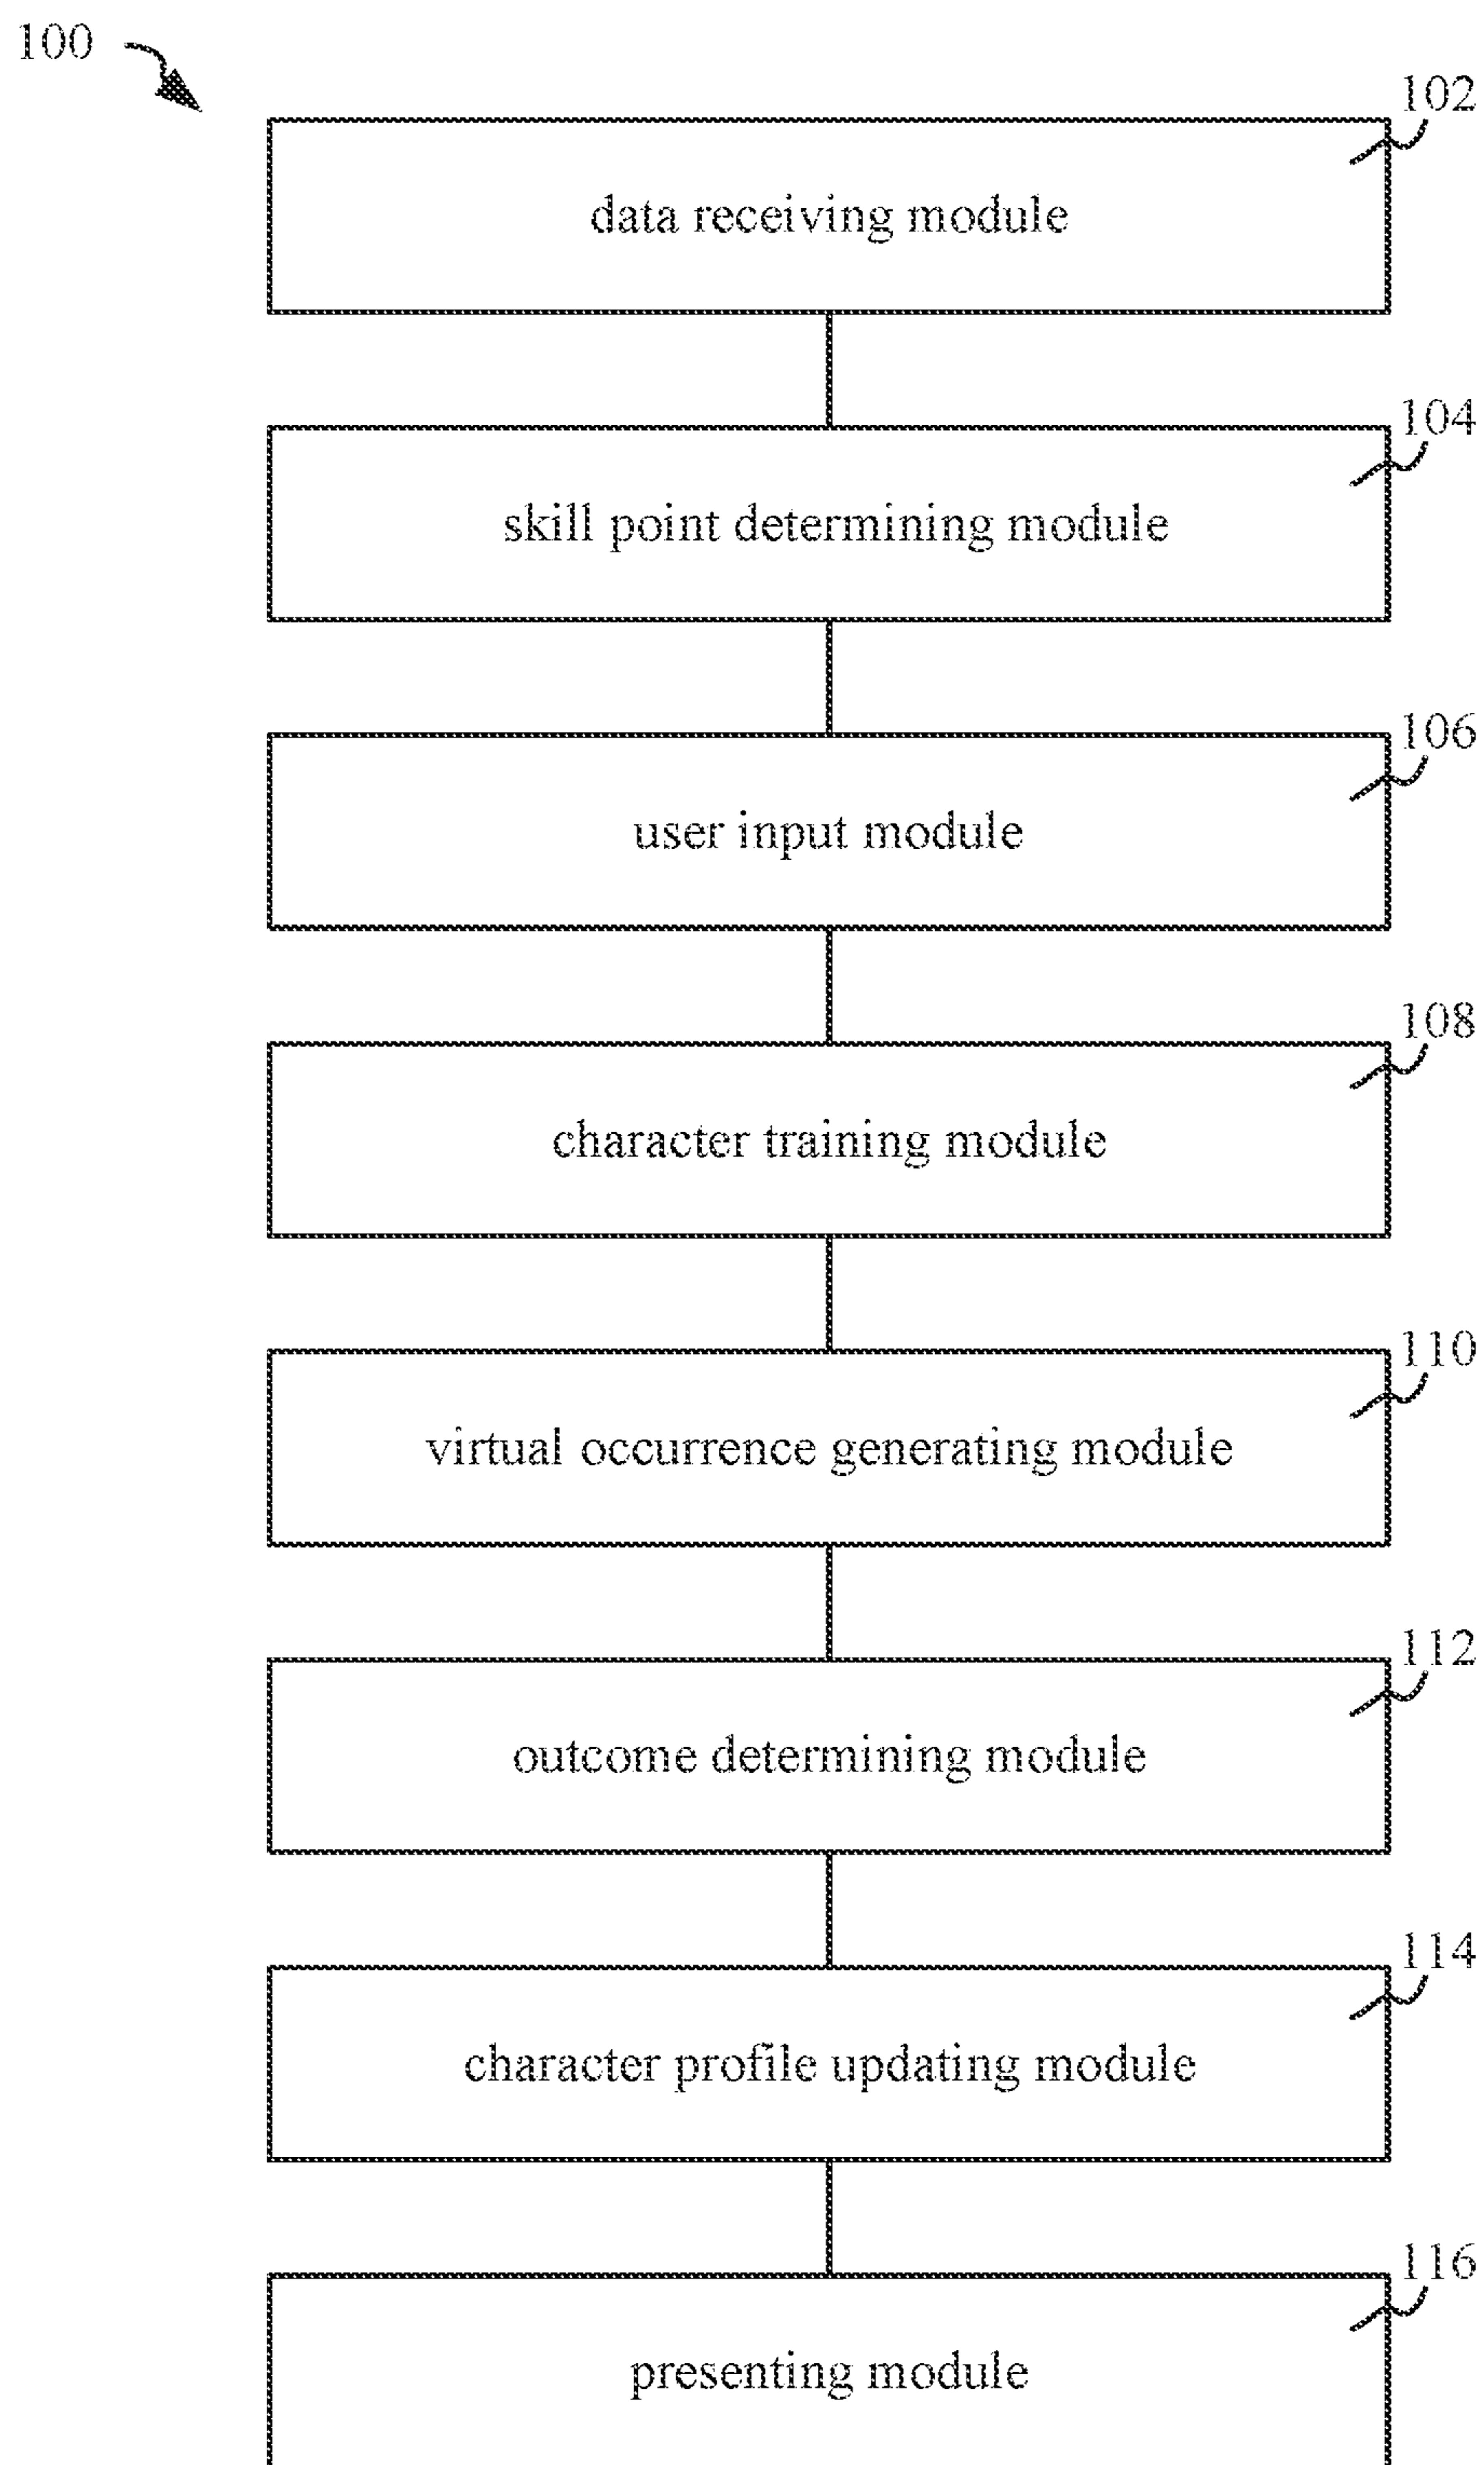 100
102
data receiving module
104
skill point determining module
106
user input module
108
character training module
110
virtual occurrence generating module
112
outcome determining module
114
character profile updating module
116
presenting module